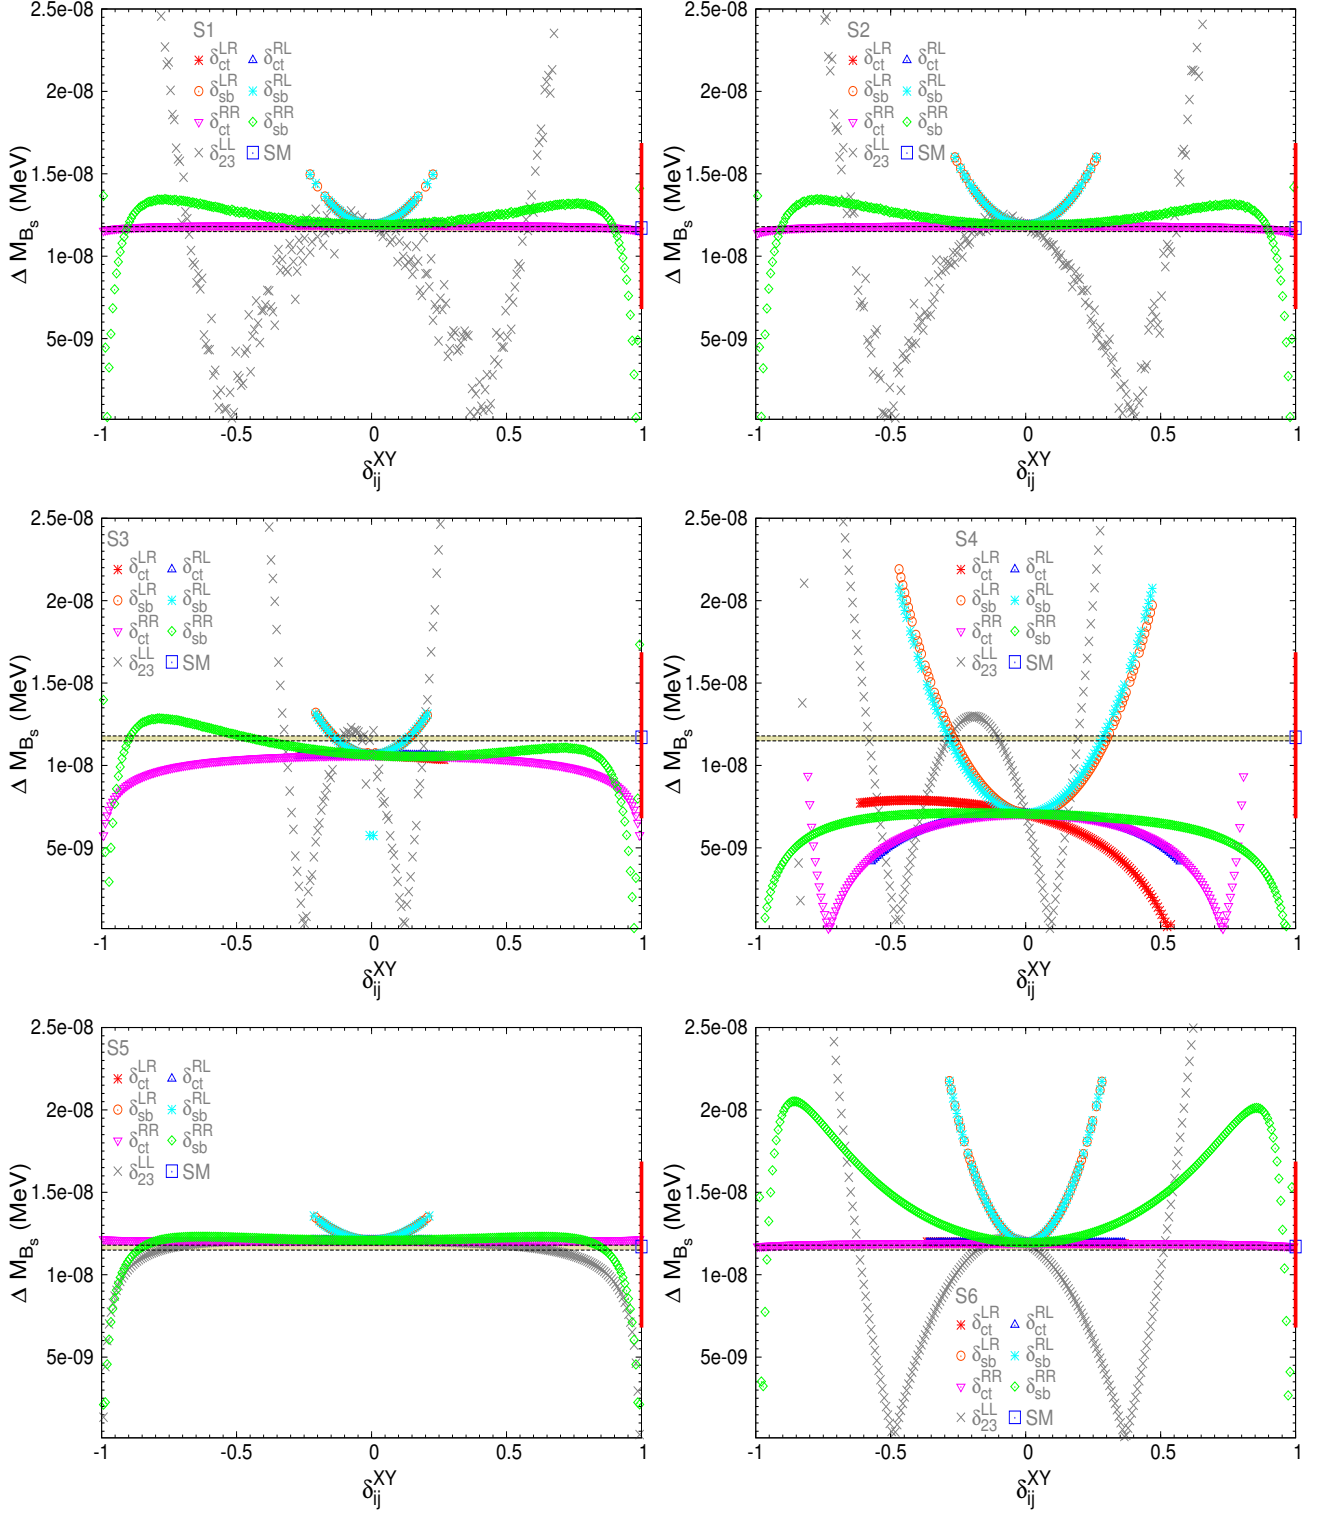 2.5e-08
2e-08
1.5e-08
1e-08
5e-09
Δ M_{B_s} (MeV)
S1
δ_{ct}^{LR} δ_{ct}^{RL}
δ_{sb}^{LR} δ_{sb}^{RL}
δ_{ct}^{RR} δ_{sb}^{RR}
δ_{23}^{LL} SM
-1 -0.5 0 0.5 1
δ_{ij}^{XY}
2.5e-08
2e-08
1.5e-08
1e-08
5e-09
Δ M_{B_s} (MeV)
S2
δ_{ct}^{LR} δ_{ct}^{RL}
δ_{sb}^{LR} δ_{sb}^{RL}
δ_{ct}^{RR} δ_{sb}^{RR}
δ_{23}^{LL} SM
-1 -0.5 0 0.5 1
δ_{ij}^{XY}
2.5e-08
2e-08
1.5e-08
1e-08
5e-09
Δ M_{B_s} (MeV)
S3
δ_{ct}^{LR} δ_{ct}^{RL}
δ_{sb}^{LR} δ_{sb}^{RL}
δ_{ct}^{RR} δ_{sb}^{RR}
δ_{23}^{LL} SM
-1 -0.5 0 0.5 1
δ_{ij}^{XY}
2.5e-08
2e-08
1.5e-08
1e-08
5e-09
Δ M_{B_s} (MeV)
S4
δ_{ct}^{LR} δ_{ct}^{RL}
δ_{sb}^{LR} δ_{sb}^{RL}
δ_{ct}^{RR} δ_{sb}^{RR}
δ_{23}^{LL} SM
-1 -0.5 0 0.5 1
δ_{ij}^{XY}
2.5e-08
2e-08
1.5e-08
1e-08
5e-09
Δ M_{B_s} (MeV)
S5
δ_{ct}^{LR} δ_{ct}^{RL}
δ_{sb}^{LR} δ_{sb}^{RL}
δ_{ct}^{RR} δ_{sb}^{RR}
δ_{23}^{LL} SM
-1 -0.5 0 0.5 1
δ_{ij}^{XY}
2.5e-08
2e-08
1.5e-08
1e-08
5e-09
Δ M_{B_s} (MeV)
S6
δ_{ct}^{LR} δ_{ct}^{RL}
δ_{sb}^{LR} δ_{sb}^{RL}
δ_{ct}^{RR} δ_{sb}^{RR}
δ_{23}^{LL} SM
-1 -0.5 0 0.5 1
δ_{ij}^{XY}